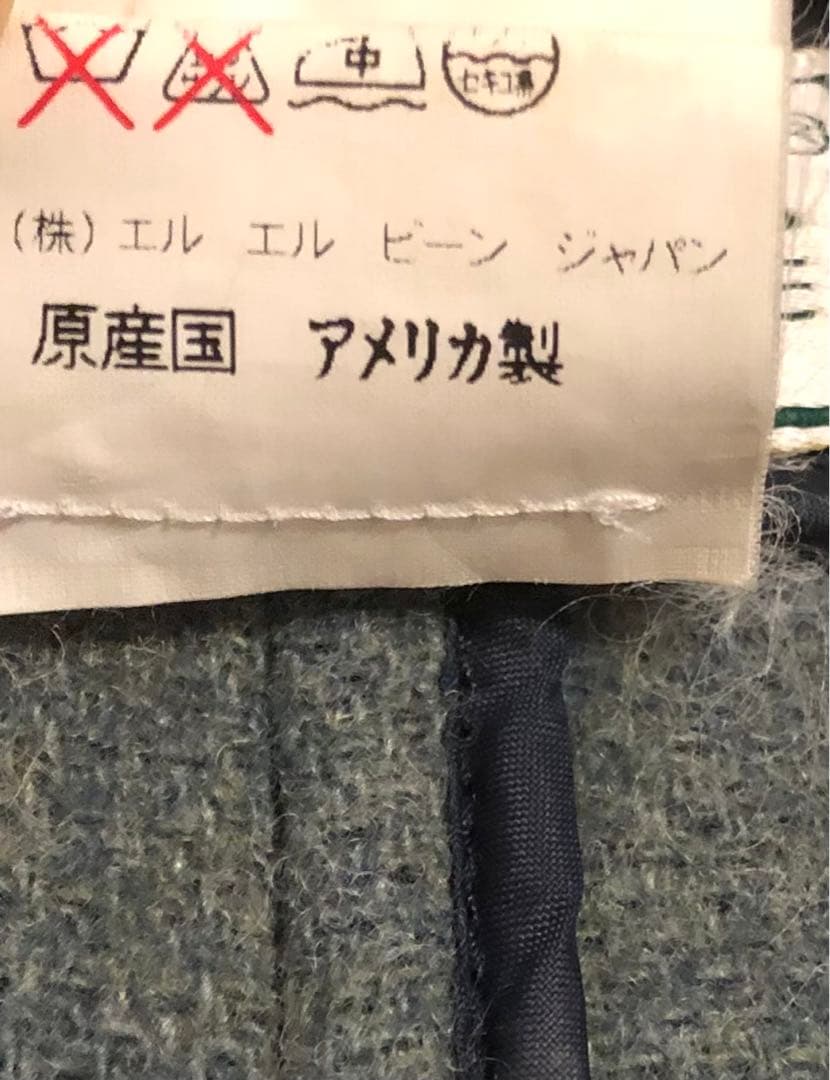 中 セキユ系
(株)エル エル ビーン ジャパン
原産国 アメリカ製